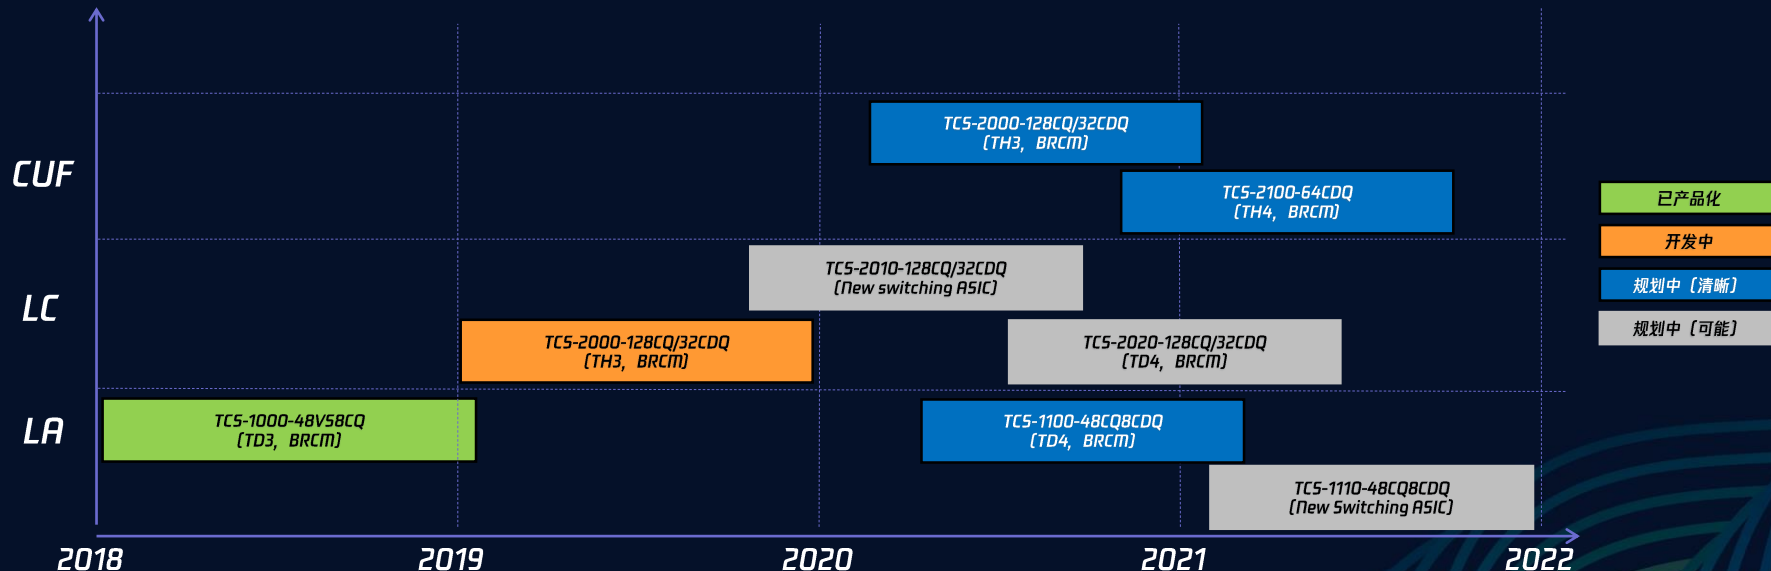 CUF
TCS-2000-128CQ/32CDQ
(TH3, BRCM)
TCS-2100-64CDQ
(TH4, BRCM)
LC
TCS-2010-128CQ/32CDQ
(New switching ASIC)
TCS-2000-128CQ/32CDQ
(TH3, BRCM)
TCS-2020-128CQ/32CDQ
(TD4, BRCM)
LA
TCS-1000-48VS8CQ
(TD3, BRCM)
TCS-1100-48CQ8CDQ
(TD4, BRCM)
TCS-1110-48CQ8CDQ
(New Switching ASIC)
2018
2019
2020
2021
2022
已产品化
开发中
规划中（清晰）
规划中（可能）